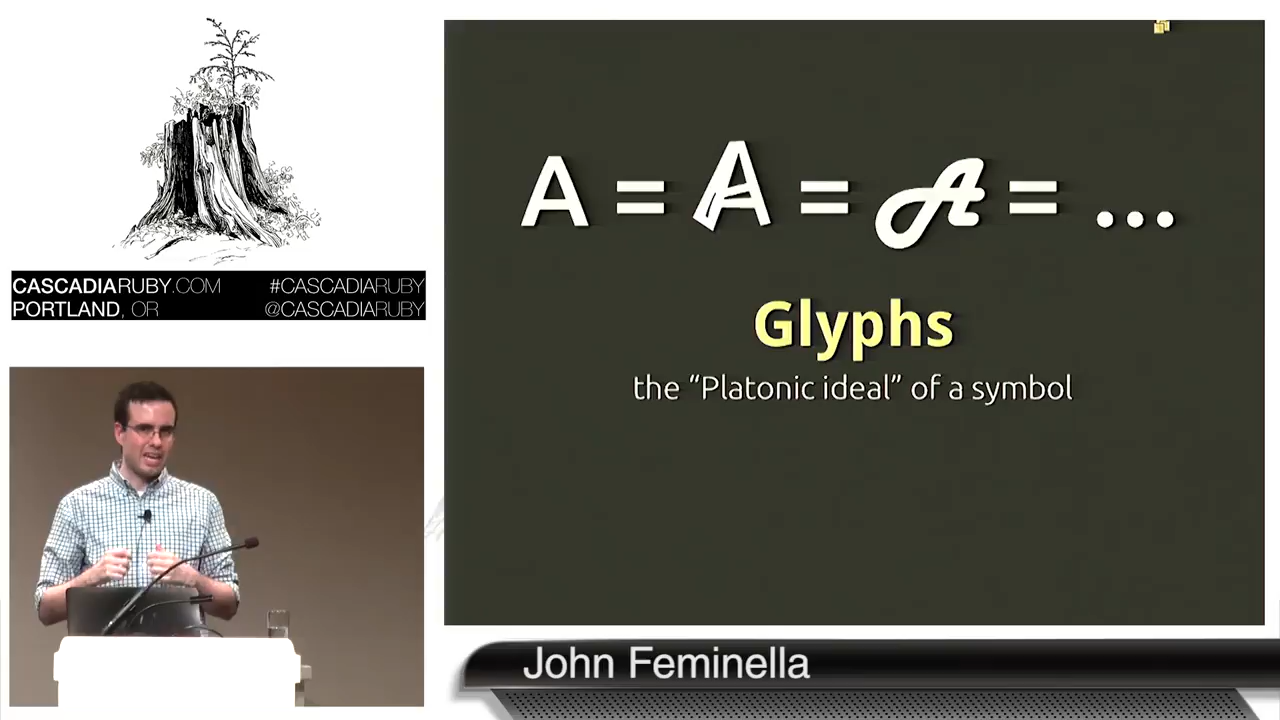 CASCADIARUBY.COM #CASCADIARUBY
PORTLAND, OR @CASCADIARUBY
A = A = A = ...
Glyphs
the “Platonic ideal” of a symbol
John Feminella